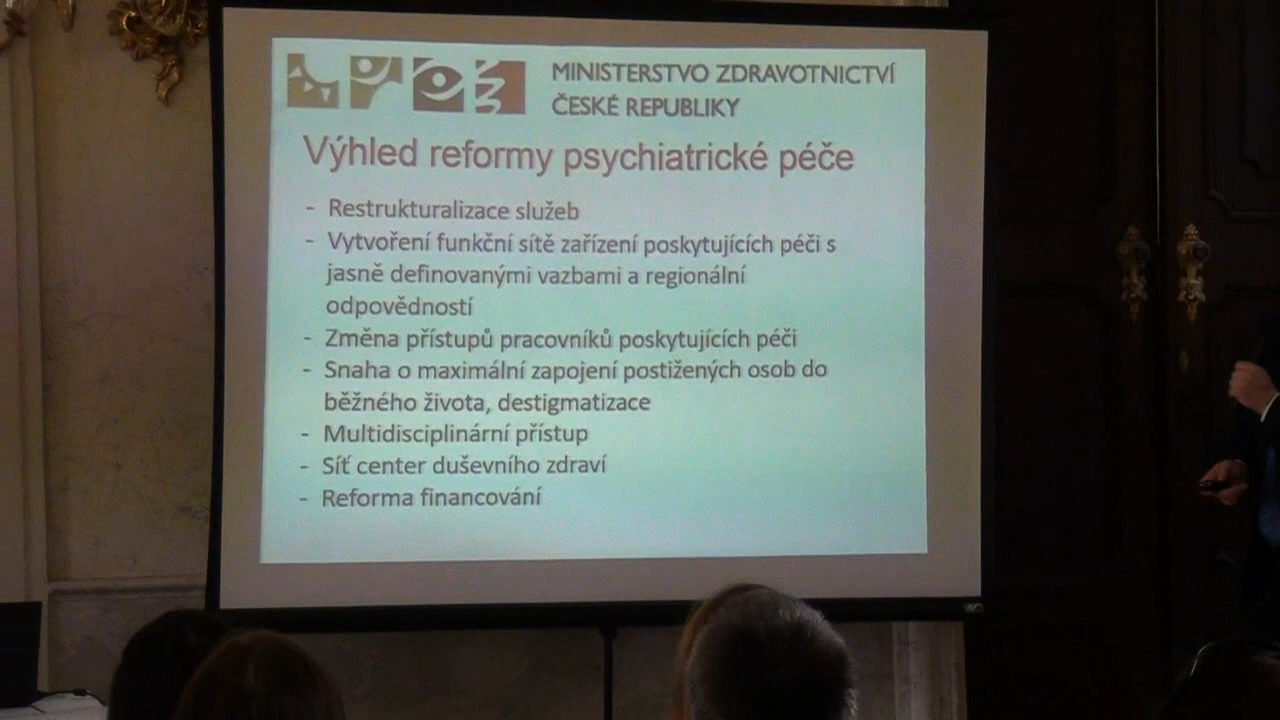 MINISTERSTVO ZDRAVOTNICTVÍ
ČESKÉ REPUBLIKY
Výhled reformy psychiatrické péče
- Restrukturalizace služeb
- Vytvoření funkční sítě zařízení poskytujících péči s
jasně definovanými vazbami a regionální
odpovědností
- Změna přístupů pracovníků poskytujících péči
- Snaha o maximální zapojení postižených osob do
běžného života, destigmatizace
- Multidisciplinární přístup
- Síť center duševního zdraví
- Reforma financování